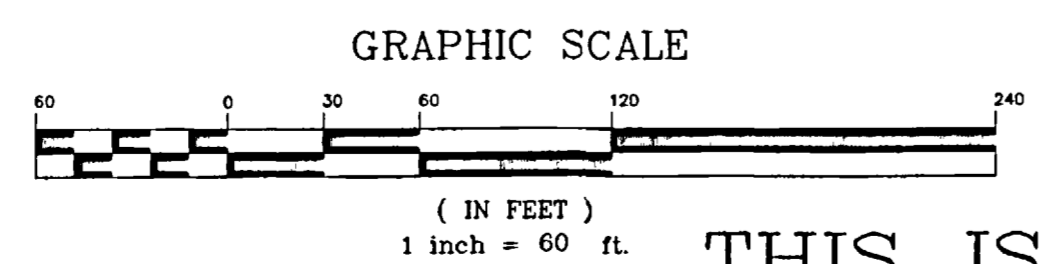 GRAPHIC SCALE
60 0 30 60 120 240
( IN FEET )
1 inch = 60 ft.
THIS IS